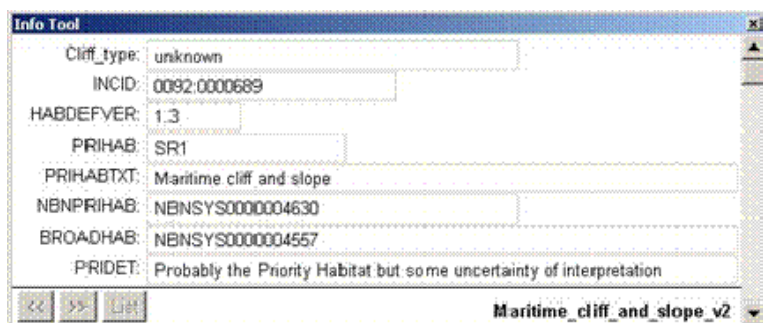 Info Tool
Cliff_type: unknown
INCID: 0092:0000689
HABDEFVER: 1.3
PRIHAB: SR1
PRIHABTXT: Maritime cliff and slope
NBNPRIHAB: NBNSYS0000004630
BROADHAB: NBNSYS0000004557
PRIDET: Probably the Priority Habitat but some uncertainty of interpretation
<< >> List Maritime_cliff_and_slope_v2